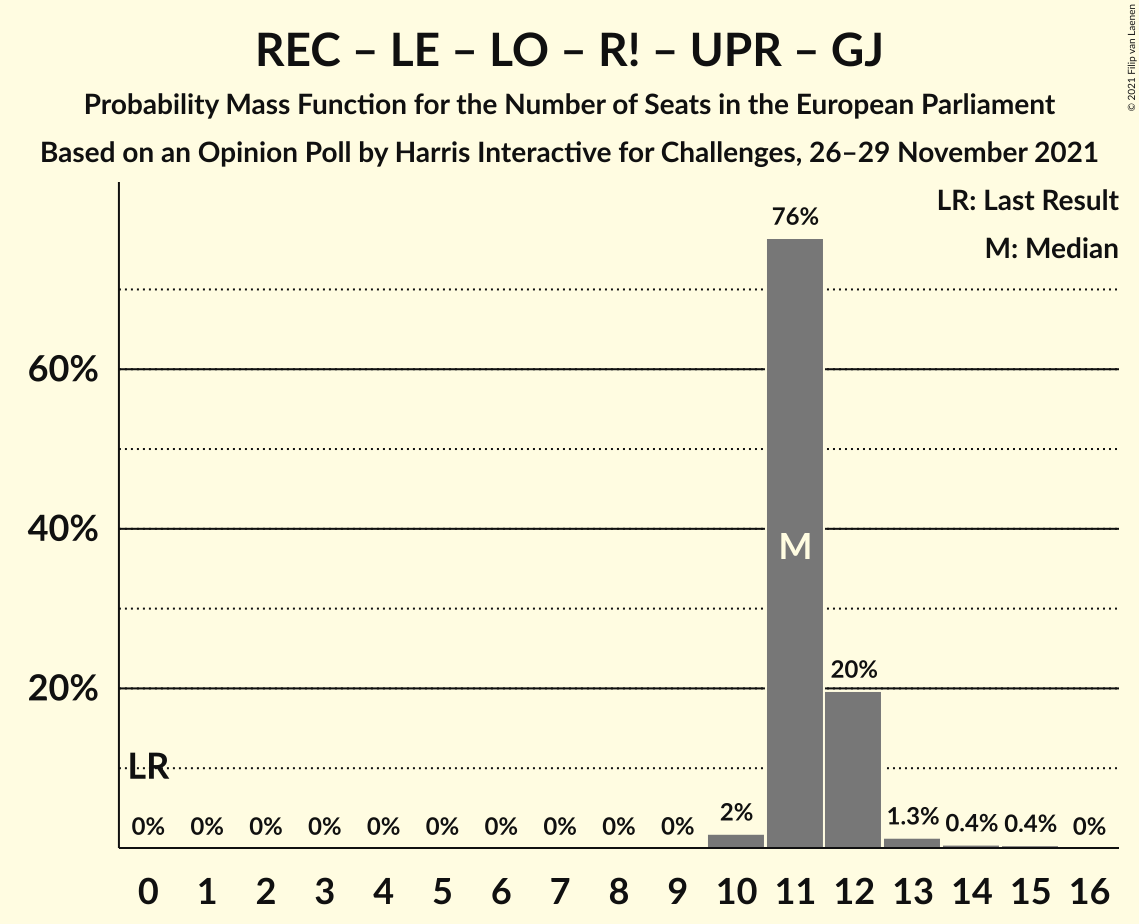 REC – LE – LO – R! – UPR – GJ
Probability Mass Function for the Number of Seats in the European Parliament
Based on an Opinion Poll by Harris Interactive for Challenges, 26–29 November 2021
© 2021 Filip van Laenen
LR: Last Result
M: Median
76%
60%
M
40%
20%
20%
LR
0% 0% 0% 0% 0% 0% 0% 0% 0% 0% 2% 1.3% 0.4% 0.4% 0%
0 1 2 3 4 5 6 7 8 9 10 11 12 13 14 15 16